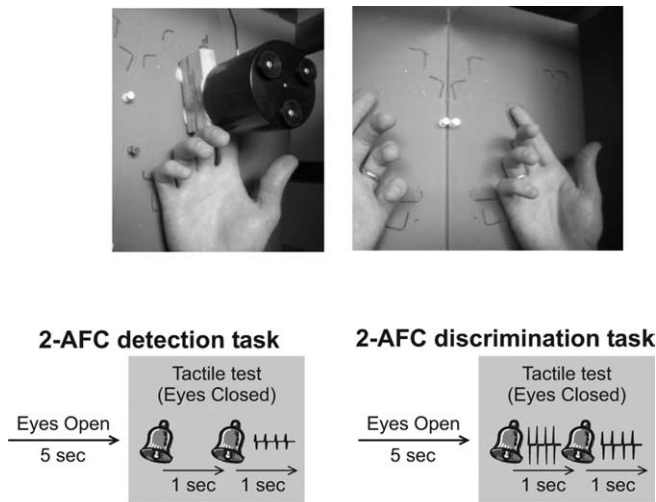 2-AFC detection task
Tactile test
(Eyes Closed)
Eyes Open
5 sec
1 sec
1 sec
2-AFC discrimination task
Tactile test
(Eyes Closed)
Eyes Open
5 sec
1 sec
1 sec